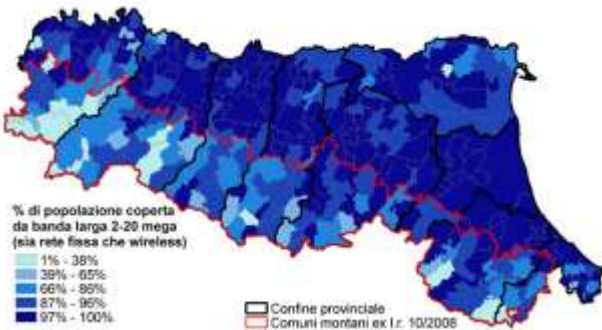 % di popolazione coperta
da banda larga 2-20 mega
(sia rete fissa che wireless)
1% - 38%
39% - 65%
66% - 86%
87% - 96%
97% - 100%
Confine provinciale
Comuni montani ex l.r. 10/2008